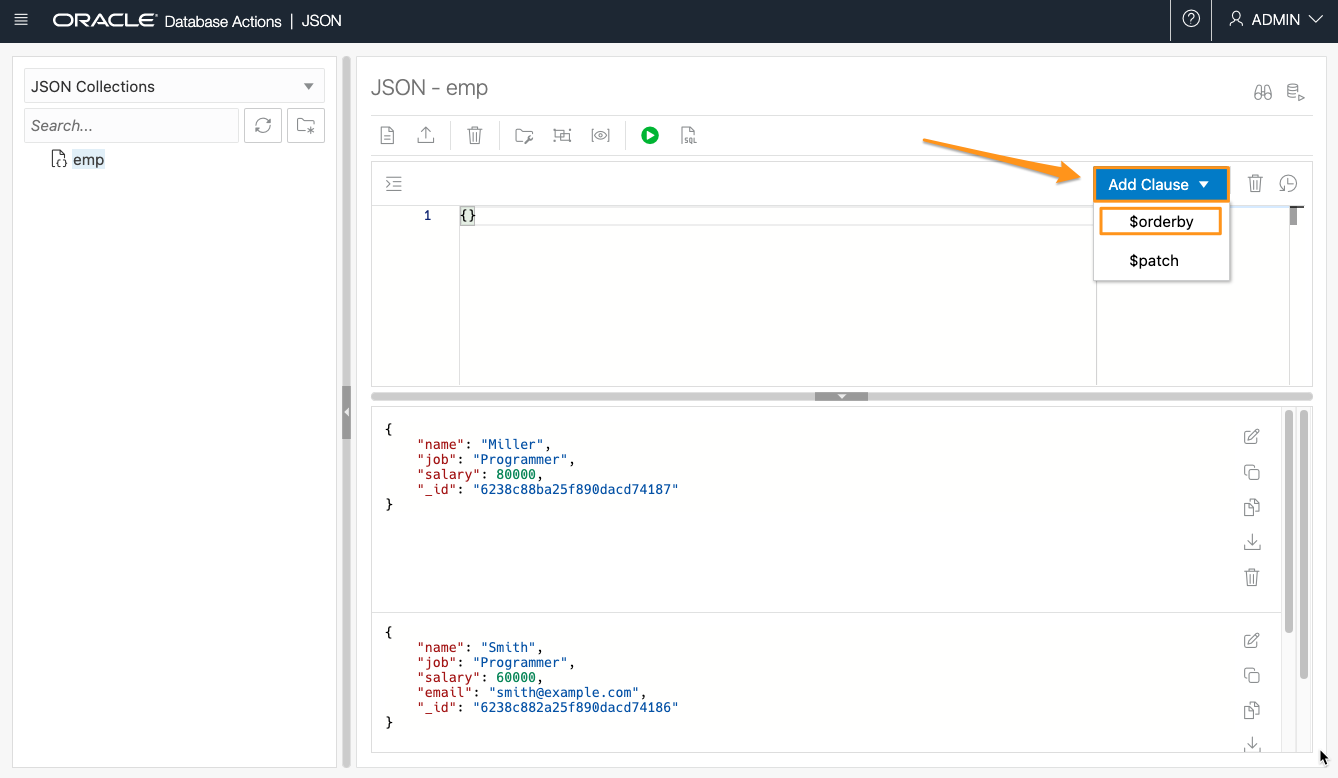 ORACLE Database Actions | JSON
ADMIN
JSON Collections
Search...
emp
JSON - emp
SQL
Add Clause
1 {}
$orderby
$patch
{
"name": "Miller",
"job": "Programmer",
"salary": 80000,
"_id": "6238c88ba25f890dacd74187"
}
{
"name": "Smith",
"job": "Programmer",
"salary": 60000,
"email": "smith@example.com",
"_id": "6238c882a25f890dacd74186"
}